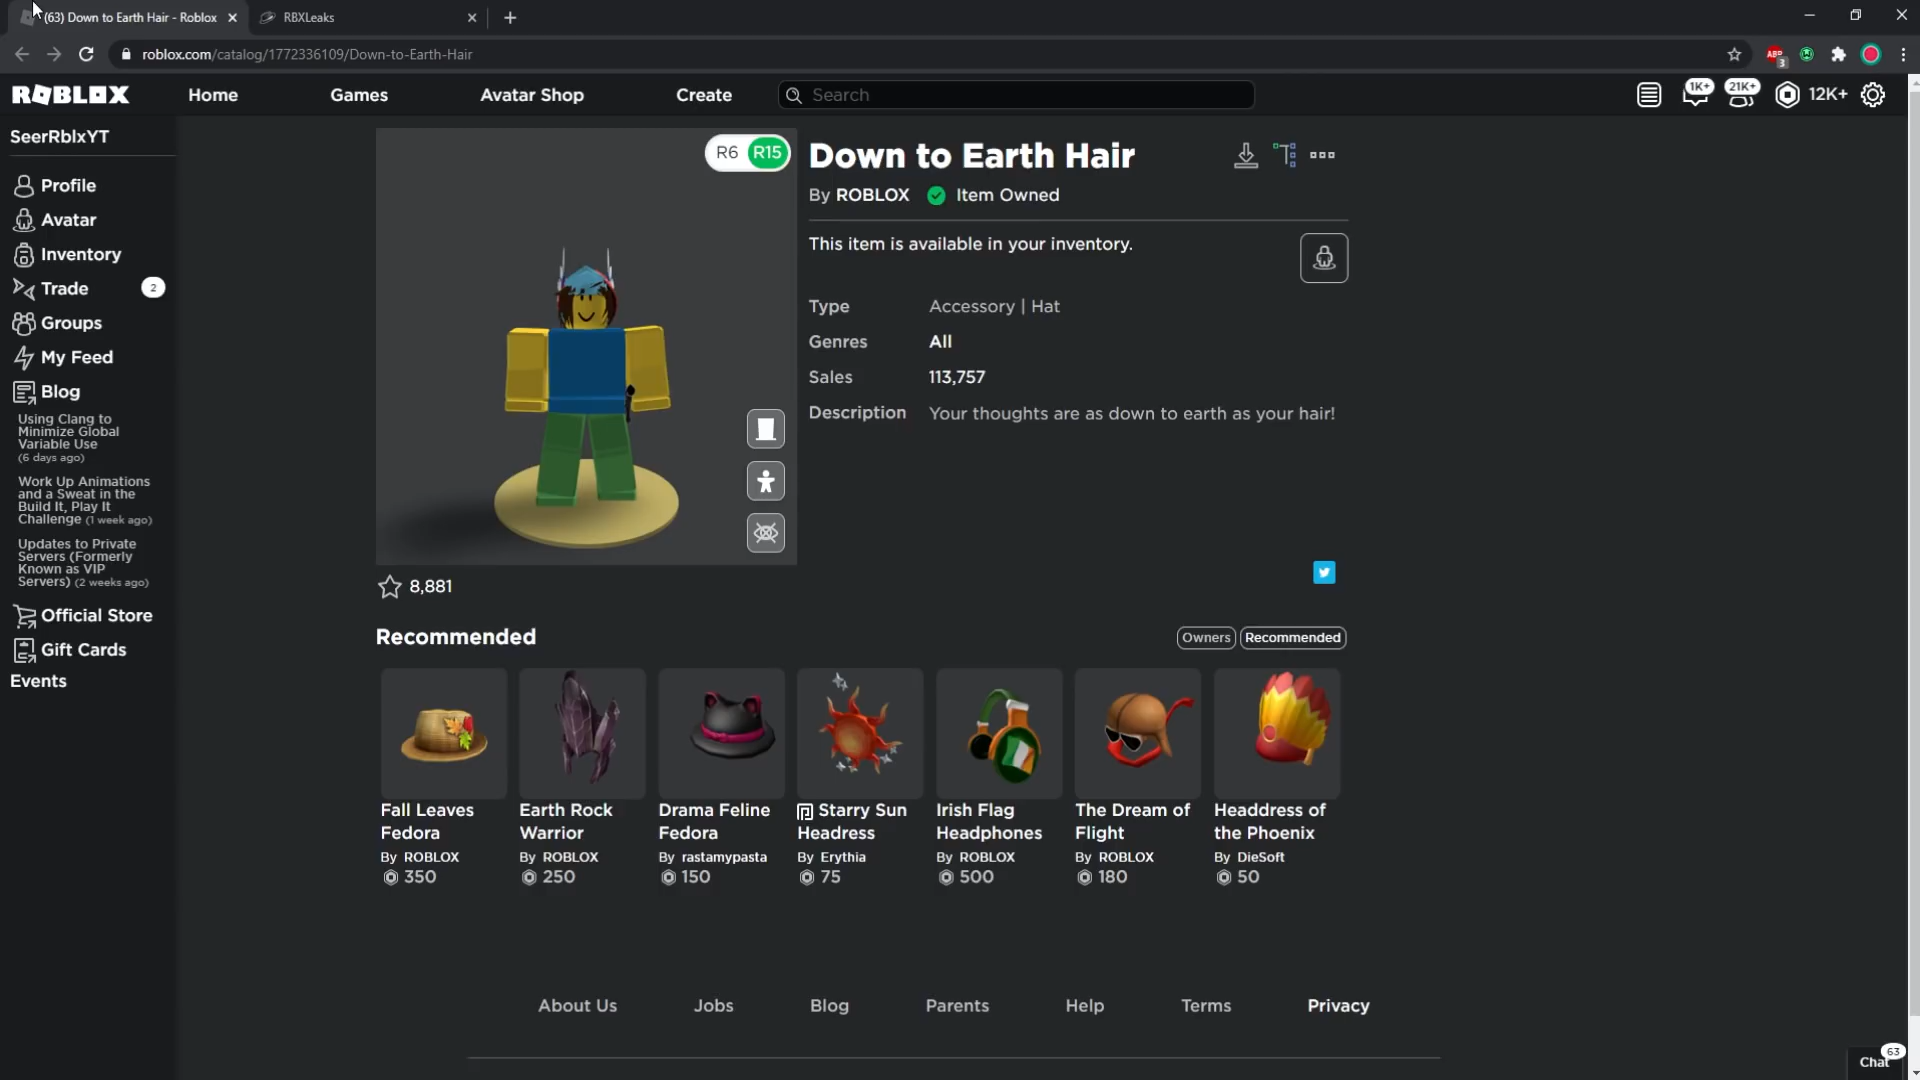 (63) Down to Earth Hair - Roblox
RBXLeaks
roblox.com/catalog/1772336109/Down-to-Earth-Hair
ABP
3
ROBLOX
Home
Games
Avatar Shop
Create
Search
1K+
21K+
12K+
SeerRblxYT
Profile
Avatar
Inventory
Trade
2
Groups
My Feed
Blog
Using Clang to
Minimize Global
Variable Use
(6 days ago)
Work Up Animations
and a Sweat in the
Build It, Play It
Challenge (1 week ago)
Updates to Private
Servers (Formerly
Known as VIP
Servers) (2 weeks ago)
Official Store
Gift Cards
Events
R6 R15
Down to Earth Hair
By ROBLOX Item Owned
This item is available in your inventory.
Type Accessory | Hat
Genres All
Sales 113,757
Description Your thoughts are as down to earth as your hair!
8,881
Recommended
Owners
Recommended
Fall Leaves
Fedora
By ROBLOX
350
Earth Rock
Warrior
By ROBLOX
250
Drama Feline
Fedora
By rastamypasta
150
Starry Sun
Headress
By Erythia
75
Irish Flag
Headphones
By ROBLOX
500
The Dream of
Flight
By ROBLOX
180
Headdress of
the Phoenix
By DieSoft
50
About Us
Jobs
Blog
Parents
Help
Terms
Privacy
Chat
63